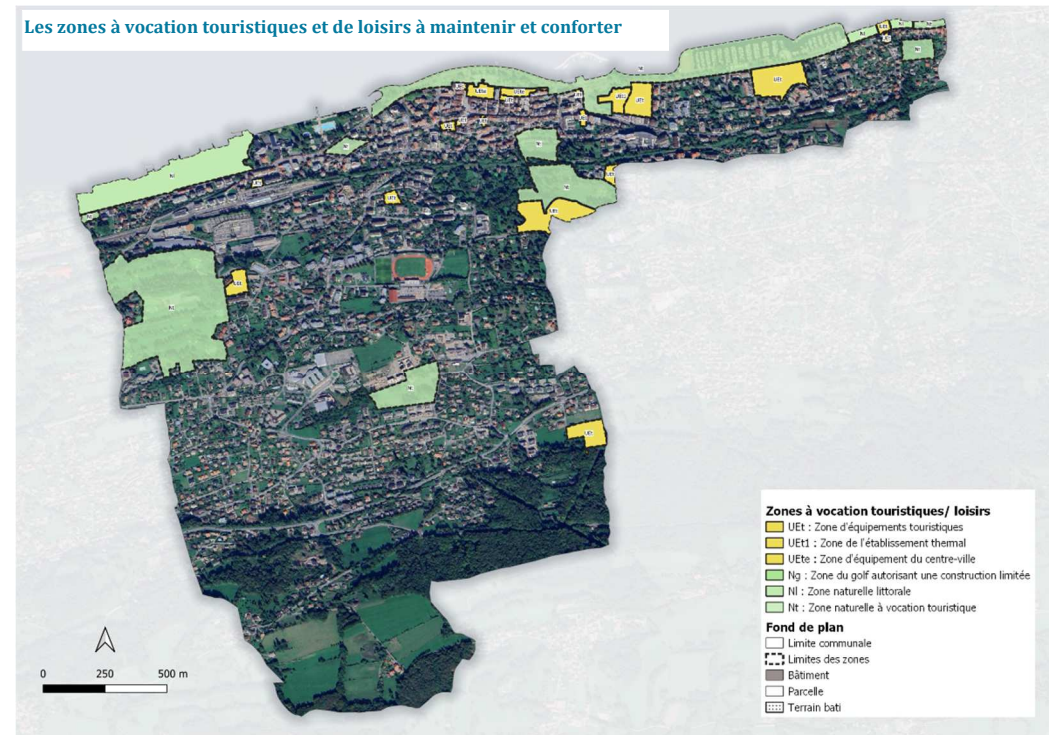 Les zones à vocation touristiques et de loisirs à maintenir et conforter
Zones à vocation touristiques/ loisirs
UEt : Zone d'équipements touristiques
UEt1 : Zone de l'établissement thermal
UEte : Zone d'équipement du centre-ville
Ng : Zone du golf autorisant une construction limitée
Nl : Zone naturelle littorale
Nt : Zone naturelle à vocation touristique
Fond de plan
Limite communale
Limites des zones
Bâtiment
Parcelle
Terrain bati
0 250 500 m